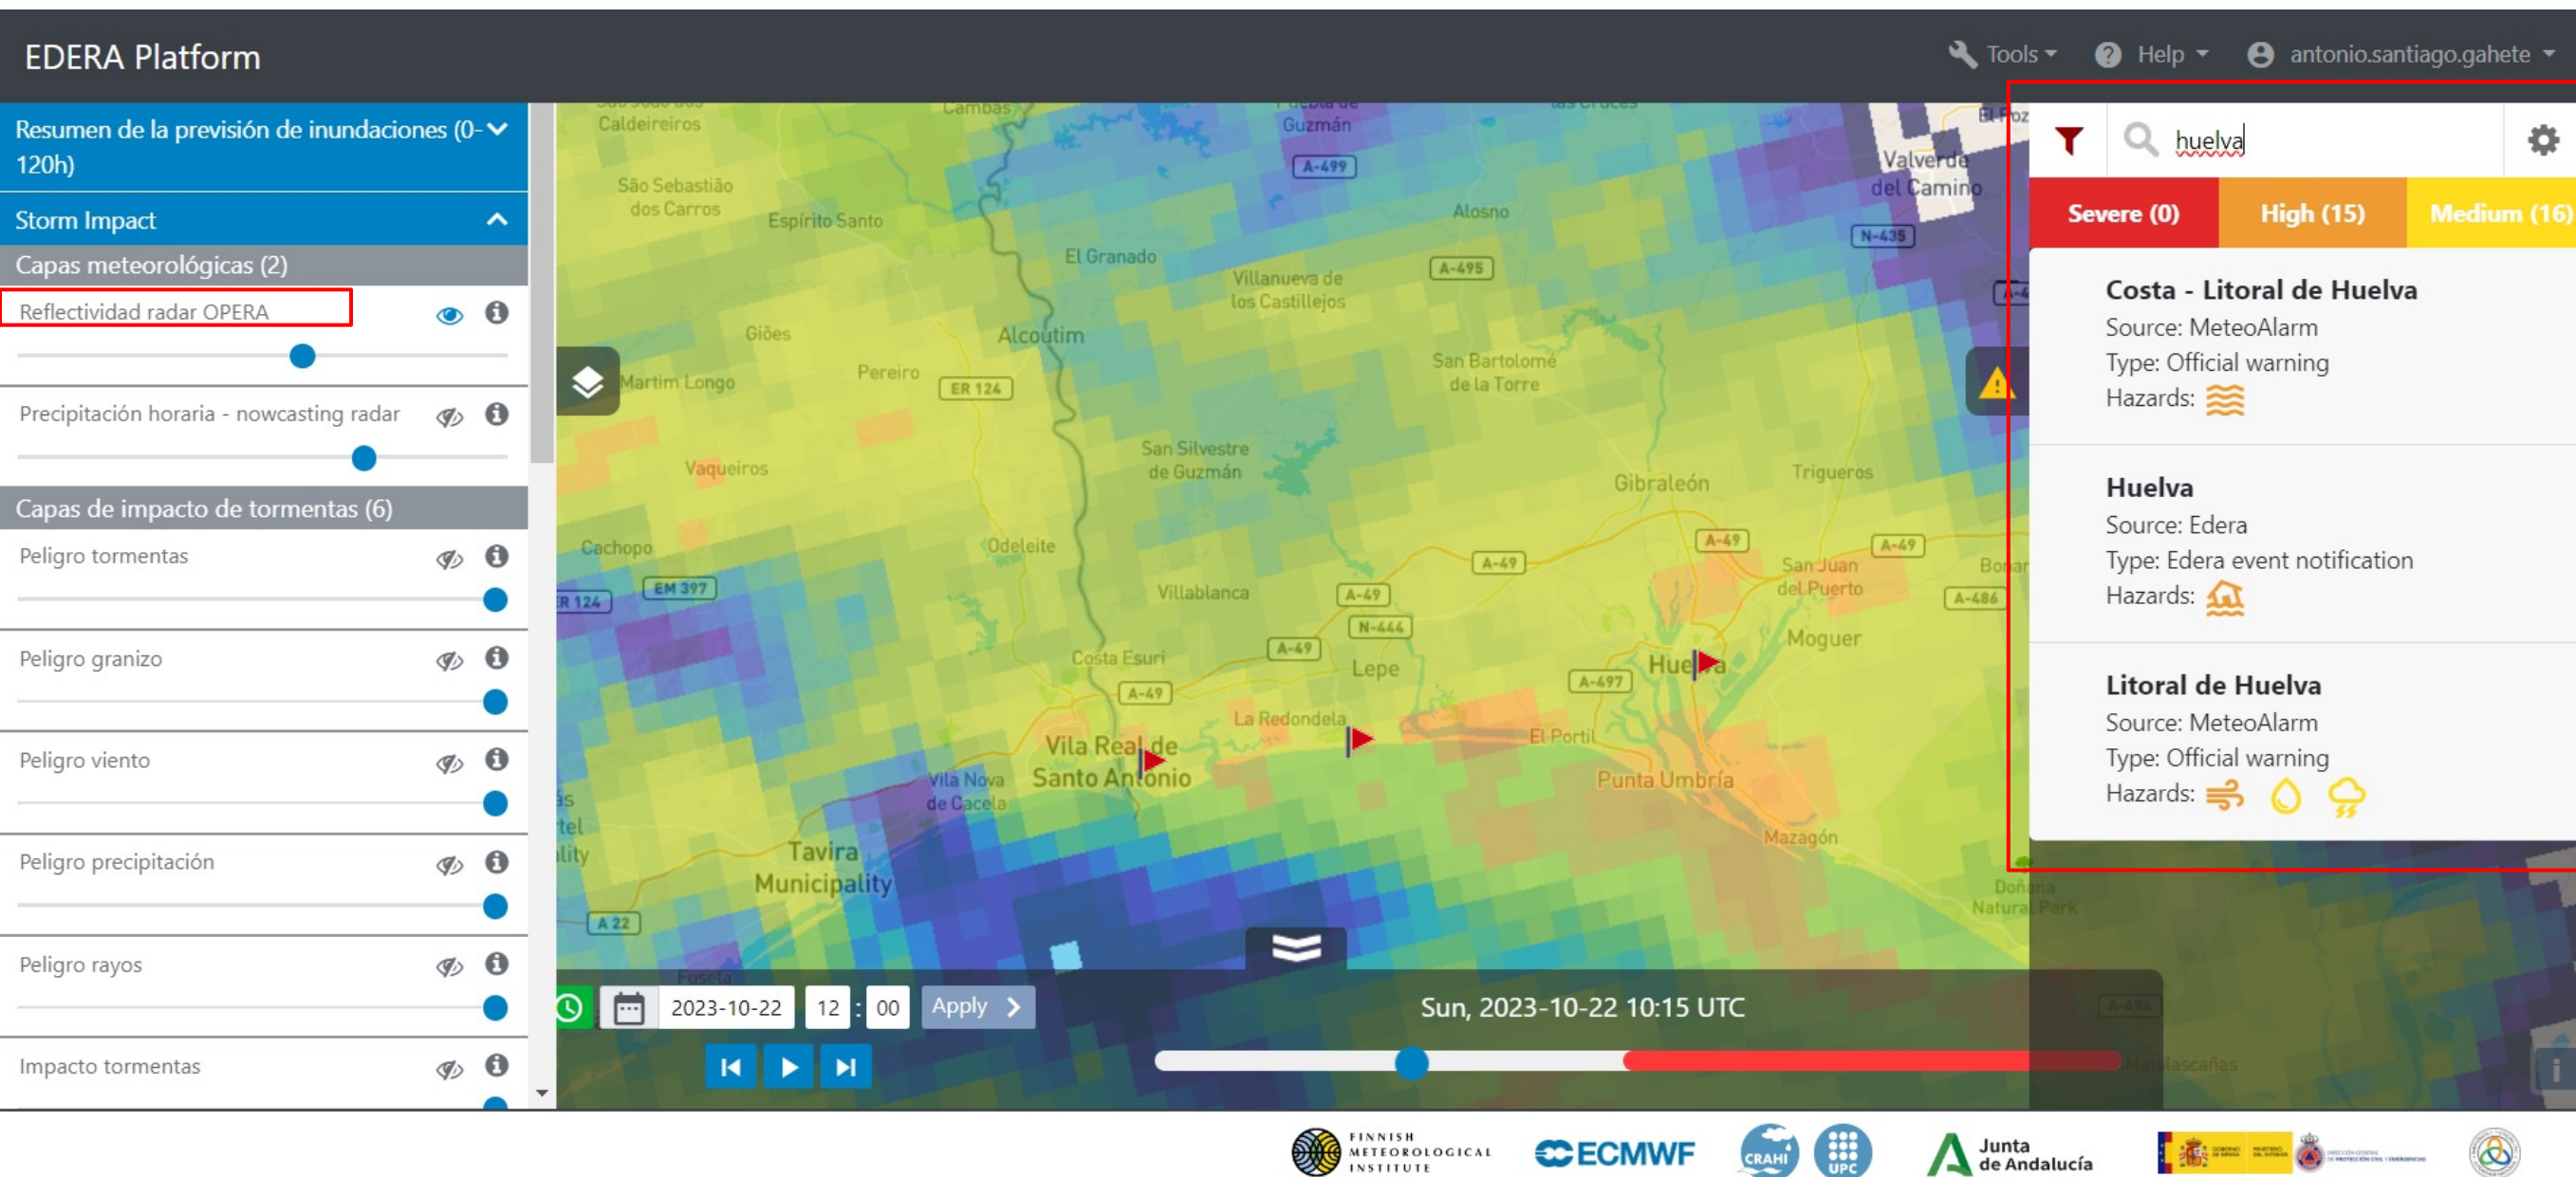 EDERA Platform
Tools
Help
antonio.santiago.gahete
Resumen de la previsión de inundaciones (0-
120h)
Storm Impact
Capas meteorológicas (2)
Reflectividad radar OPERA
Precipitación horaria - nowcasting radar
Capas de impacto de tormentas (6)
Peligro tormentas
Peligro granizo
Peligro viento
Peligro precipitación
Peligro rayos
Impacto tormentas
Caldeireiros
Cambas
Guzmán
A-499
São Sebastião
dos Carros
Espírito Santo
Alosno
Valverde
del Camino
N-435
El Granado
Villanueva de
los Castillejos
A-495
Giões
Alcoutim
Martim Longo
Pereiro
ER 124
San Bartolomé
de la Torre
San Silvestre
de Guzmán
Vaqueiros
Gibraleón
Trigueros
Cachopo
Odeleite
EM 397
Villablanca
A-49
A-49
A-49
San Juan
del Puerto
A-486
A-49
N-444
A-49
Moguer
Costa Esuri
Lepe
A-497
Huelva
A-49
La Redondela
El Portil
Vila Real de
Santo António
Vila Nova
de Cacela
Punta Umbría
Tavira
Municipality
Mazagón
A 22
Doñana
Natural Park
Matalascañas
huelva
Severe (0)
High (15)
Medium (16)
Costa - Litoral de Huelva
Source: MeteoAlarm
Type: Official warning
Hazards:
Huelva
Source: Edera
Type: Edera event notification
Hazards:
Litoral de Huelva
Source: MeteoAlarm
Type: Official warning
Hazards:
2023-10-22
12 : 00
Apply
Sun, 2023-10-22 10:15 UTC
FINNISH
METEOROLOGICAL
INSTITUTE
ECMWF
CRAHI
UPC
Junta
de Andalucía